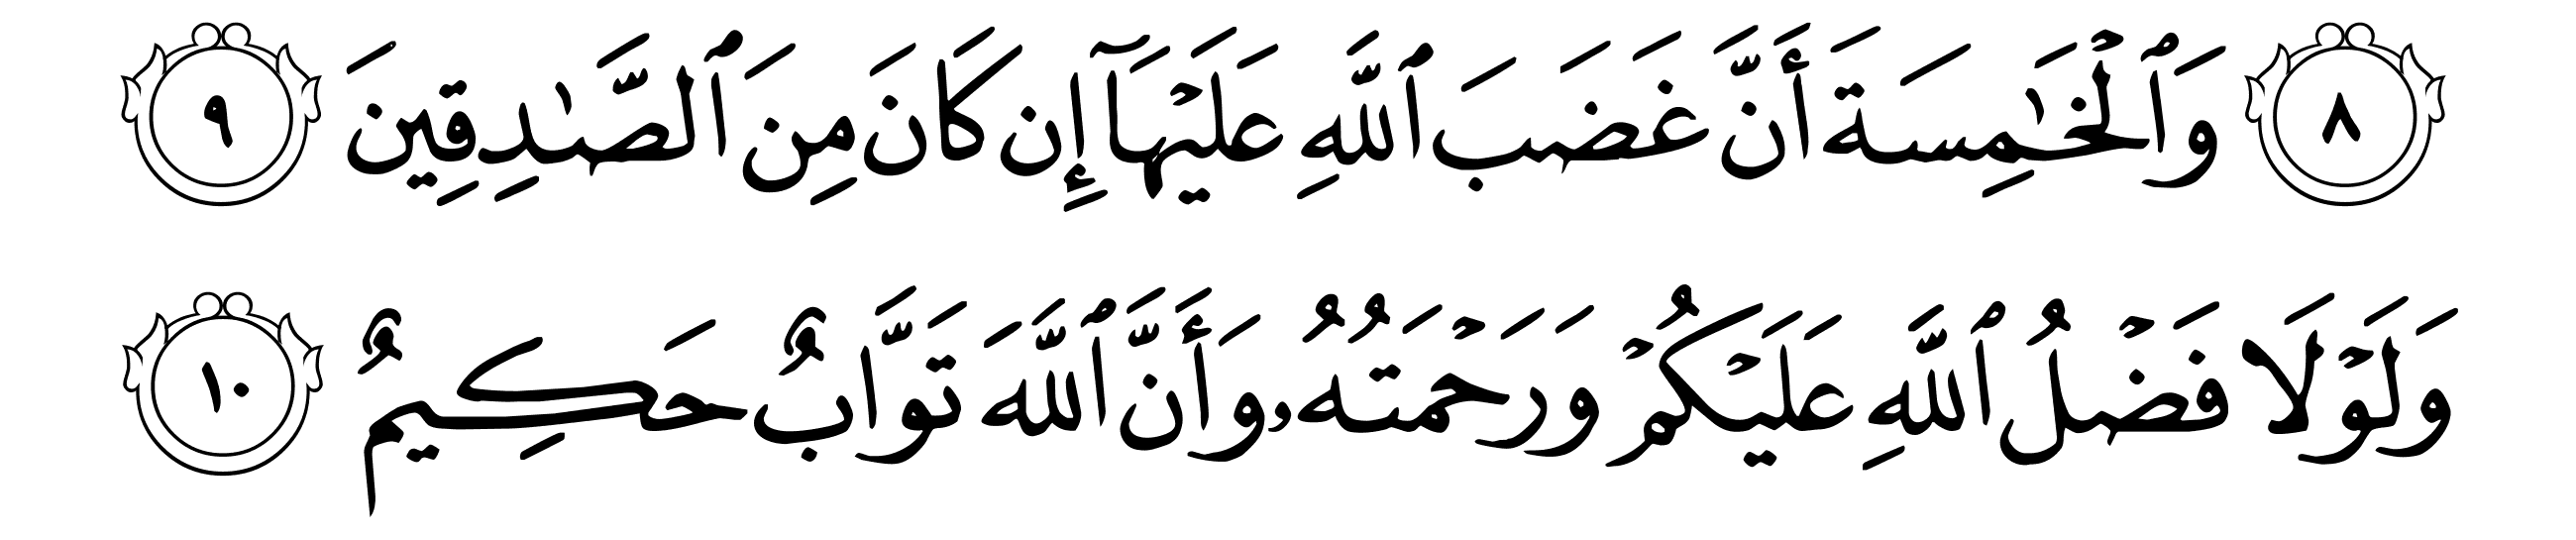 ٨ وَٱلْخَـٰمِسَةَ أَنَّ غَضَبَ ٱللَّهِ عَلَيْهَآ إِن كَانَ مِنَ ٱلصَّـٰدِقِينَ ٩
وَلَوْلَا فَضْلُ ٱللَّهِ عَلَيْكُمْ وَرَحْمَتُهُۥ وَأَنَّ ٱللَّهَ تَوَّابٌ حَكِيمٌ ١٠